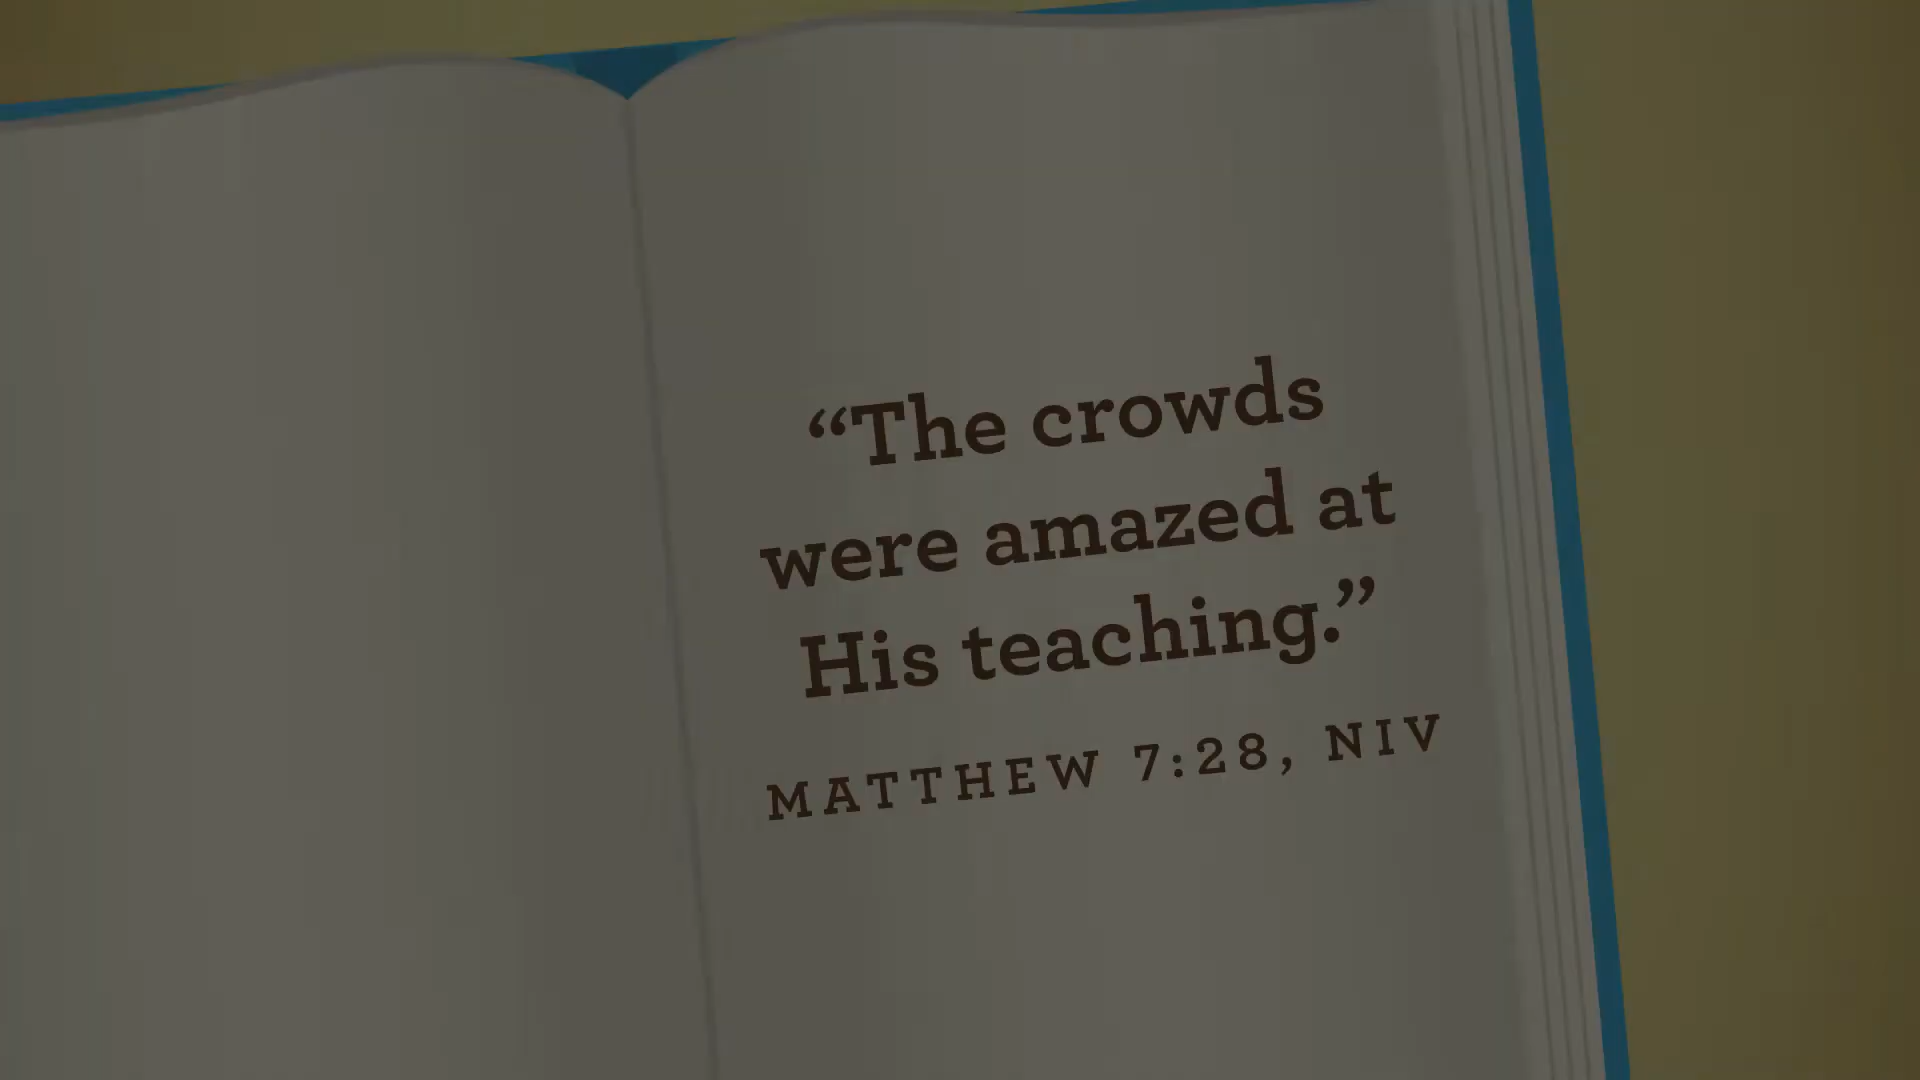 “The crowds
were amazed at
His teaching.”
MATTHEW 7:28, NIV